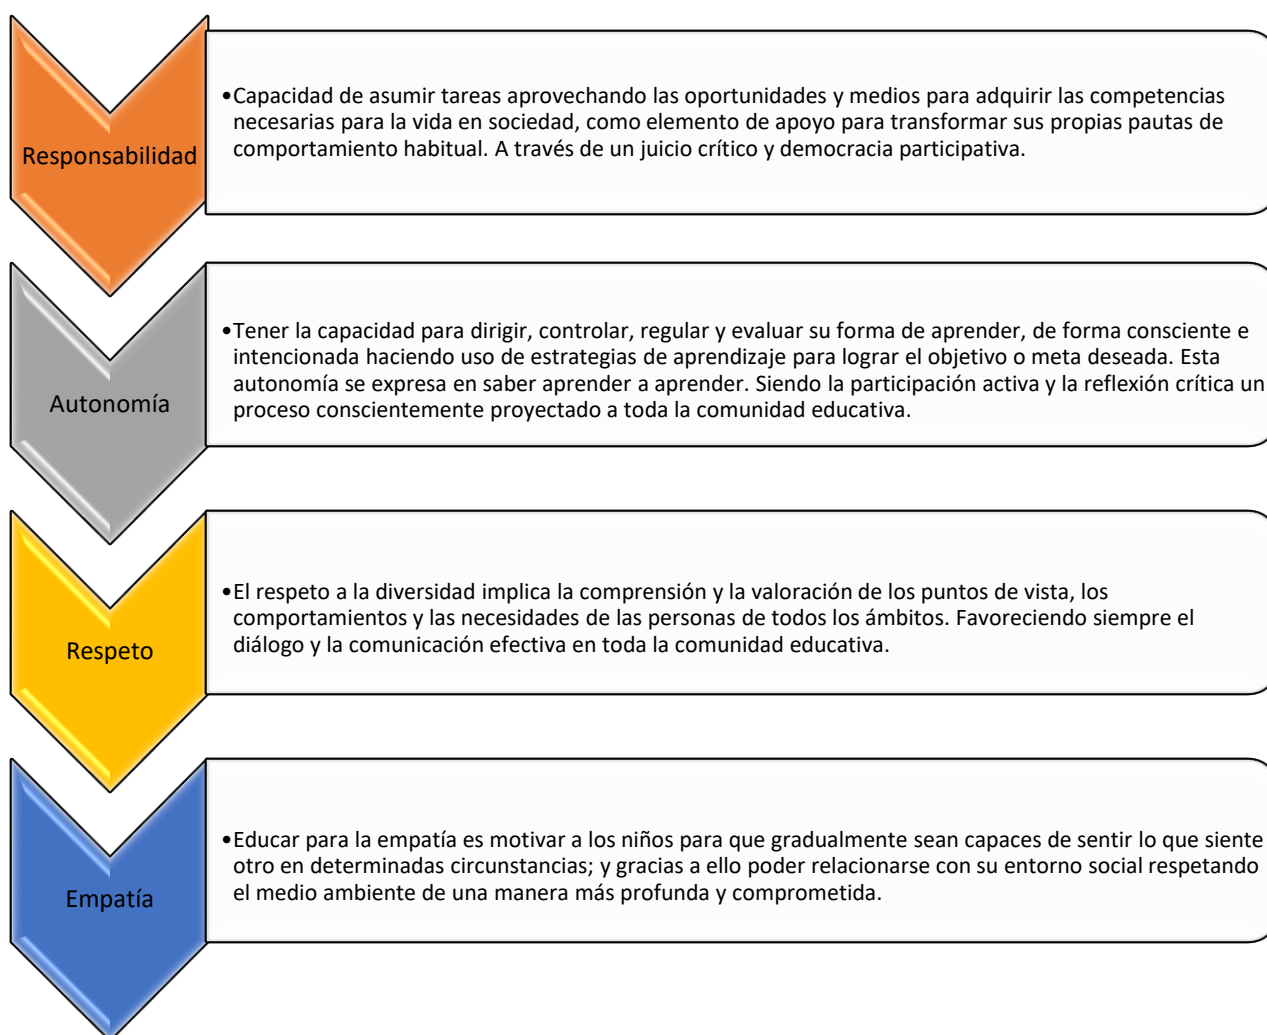 Responsabilidad
•Capacidad de asumir tareas aprovechando las oportunidades y medios para adquirir las competencias
necesarias para la vida en sociedad, como elemento de apoyo para transformar sus propias pautas de
comportamiento habitual. A través de un juicio crítico y democracia participativa.
Autonomía
•Tener la capacidad para dirigir, controlar, regular y evaluar su forma de aprender, de forma consciente e
intencionada haciendo uso de estrategias de aprendizaje para lograr el objetivo o meta deseada. Esta
autonomía se expresa en saber aprender a aprender. Siendo la participación activa y la reflexión crítica un
proceso conscientemente proyectado a toda la comunidad educativa.
Respeto
•El respeto a la diversidad implica la comprensión y la valoración de los puntos de vista, los
comportamientos y las necesidades de las personas de todos los ámbitos. Favoreciendo siempre el
diálogo y la comunicación efectiva en toda la comunidad educativa.
Empatía
•Educar para la empatía es motivar a los niños para que gradualmente sean capaces de sentir lo que siente
otro en determinadas circunstancias; y gracias a ello poder relacionarse con su entorno social respetando
el medio ambiente de una manera más profunda y comprometida.